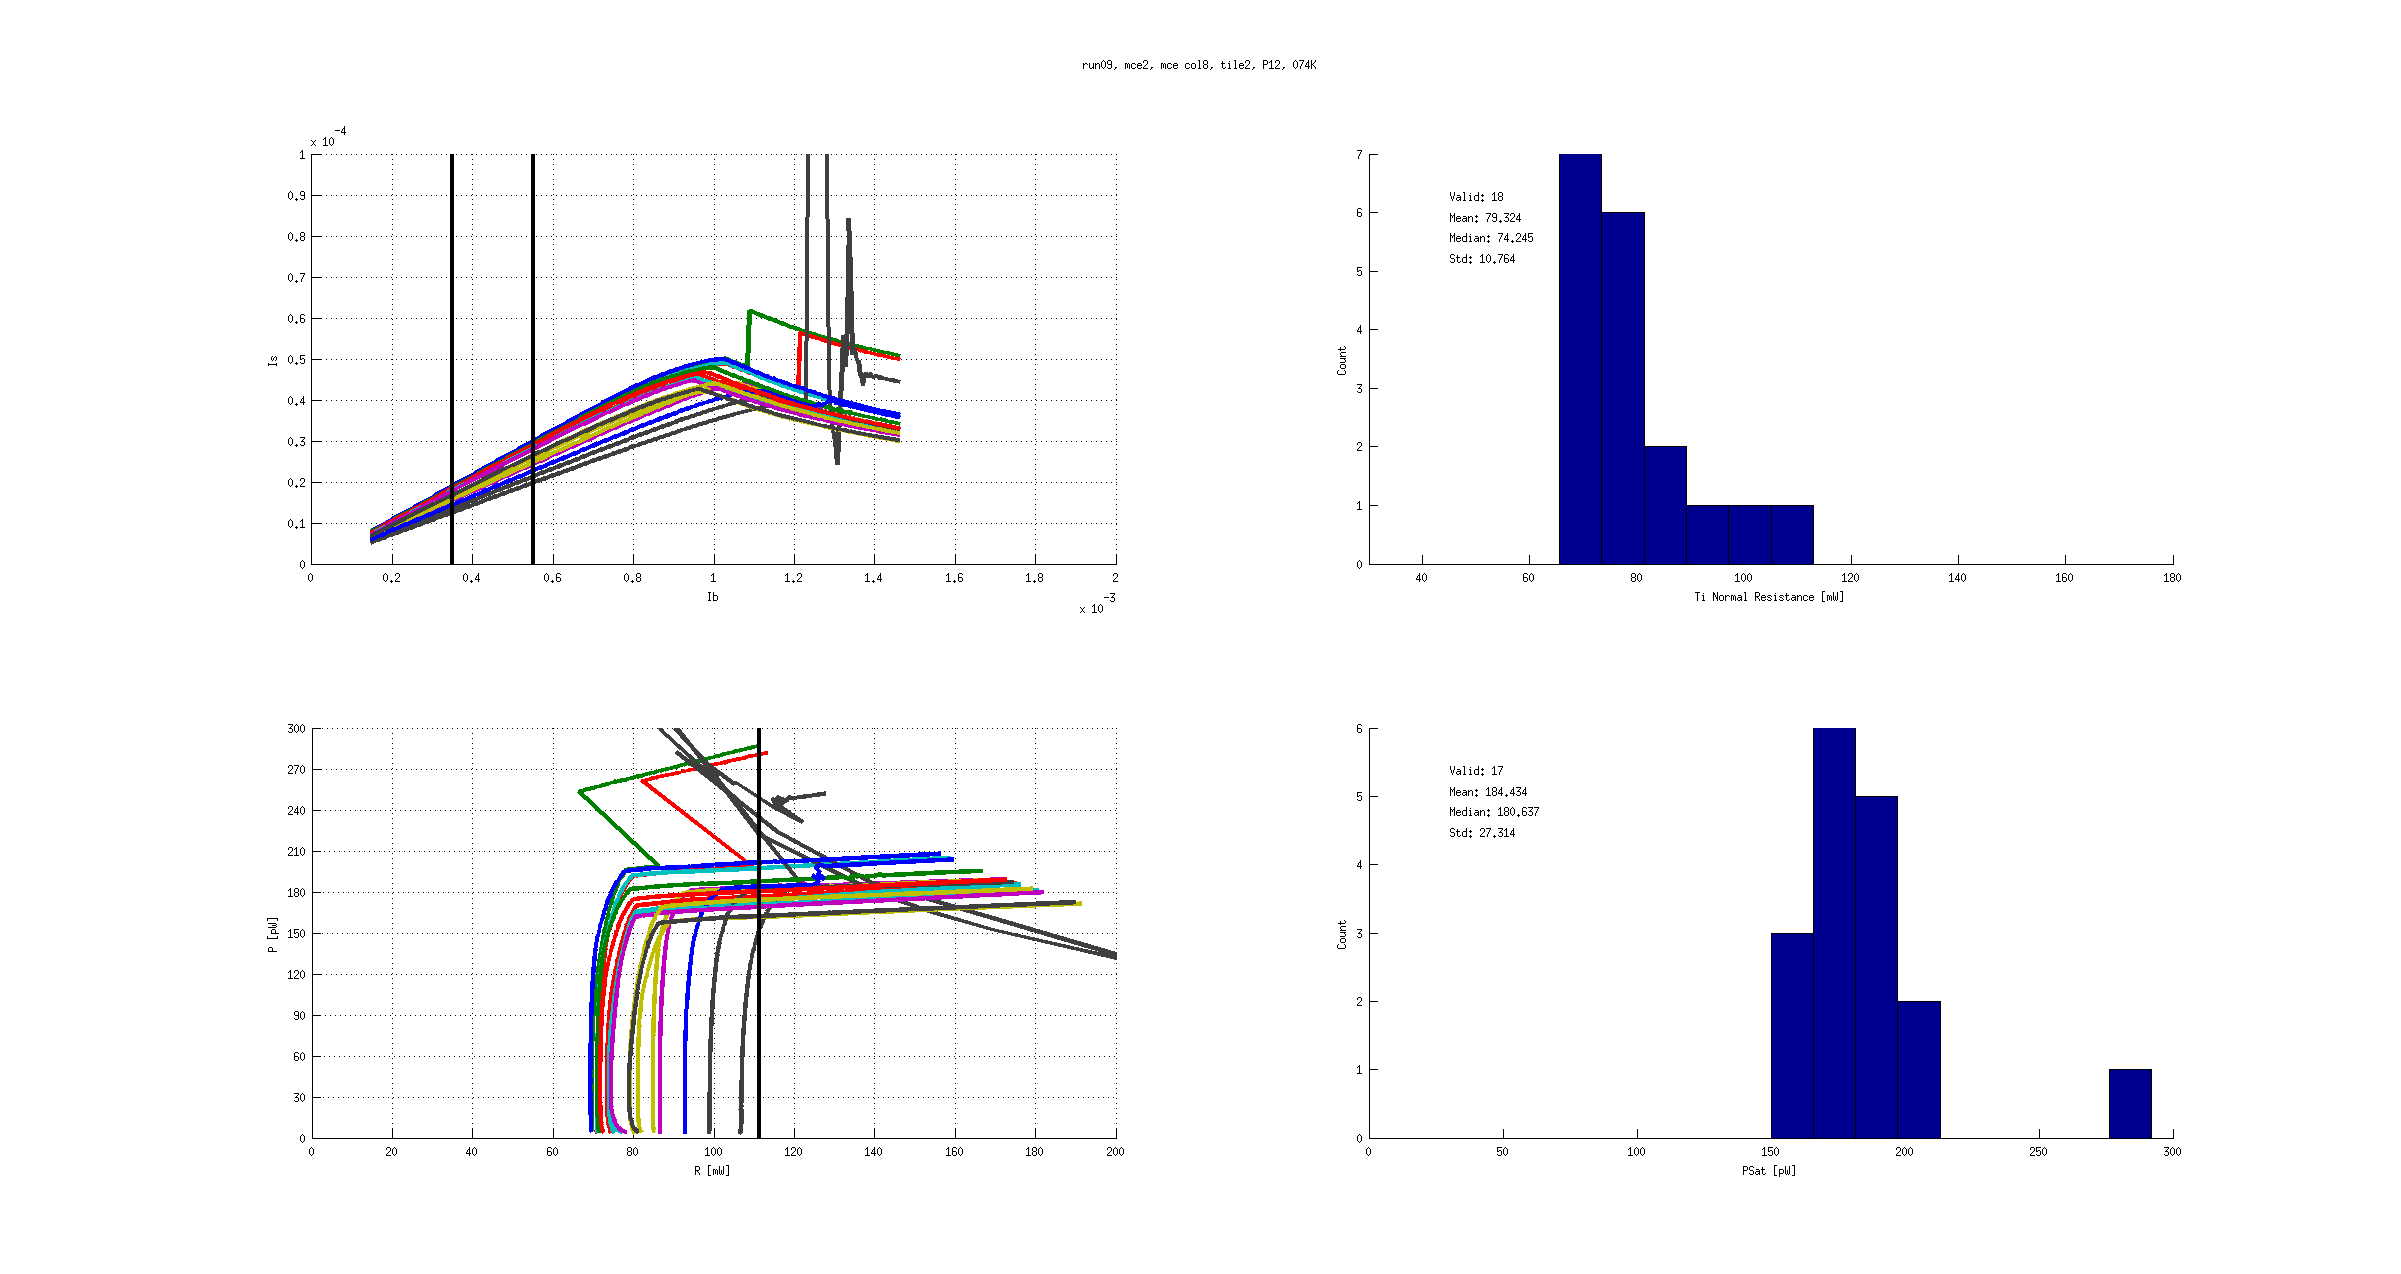 run09, mce2, mce col8, tile2, P12, 074K
x 10^-4
1
0.9
0.8
0.7
0.6
0.5
0.4
0.3
0.2
0.1
0
Is
0 0.2 0.4 0.6 0.8 1 1.2 1.4 1.6 1.8 2
Ib
x 10^-3
7
6
5
4
3
2
1
0
Count
Valid: 18
Mean: 79.324
Median: 74.245
Std: 10.764
40 60 80 100 120 140 160 180
Ti Normal Resistance [mW]
300
270
240
210
180
150
120
90
60
30
0
P [pW]
0 20 40 60 80 100 120 140 160 180 200
R [mW]
6
5
4
3
2
1
0
Count
Valid: 17
Mean: 184.434
Median: 180.637
Std: 27.314
0 50 100 150 200 250 300
PSat [pW]